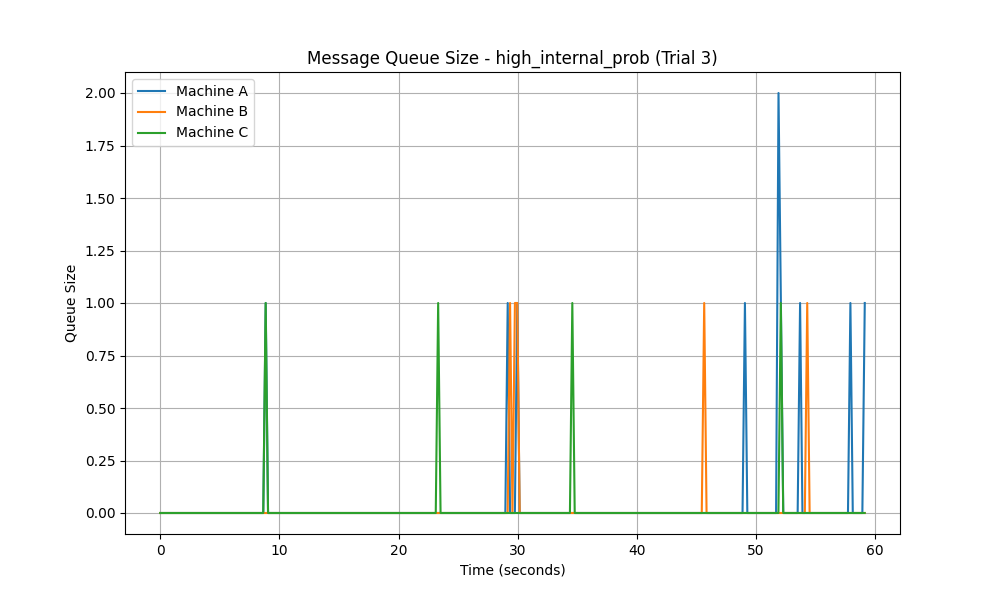 Message Queue Size - high_internal_prob (Trial 3)
Machine A
Machine B
Machine C
2.00
1.75
1.50
1.25
1.00
0.75
0.50
0.25
0.00
Queue Size
0 10 20 30 40 50 60
Time (seconds)